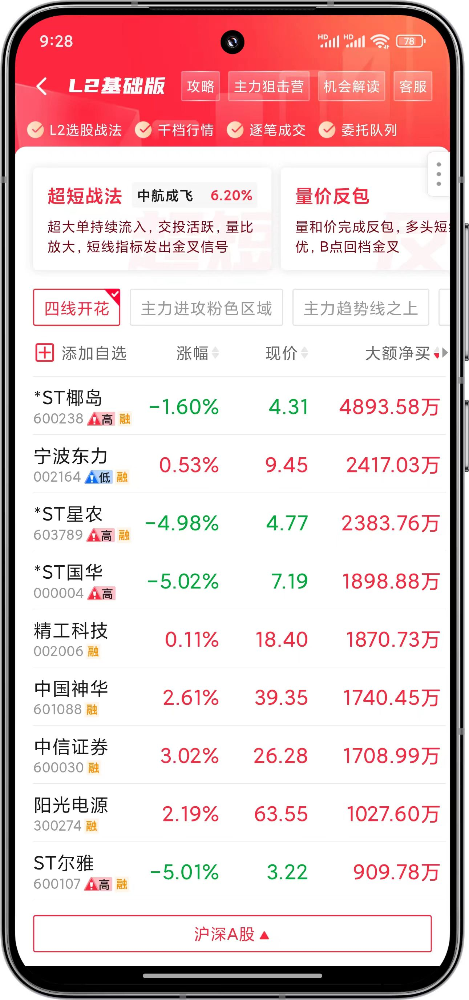 9:28 HD HD 78
L2基础版 攻略 主力狙击营 机会解读 客服
L2选股战法 千档行情 逐笔成交 委托队列
超短战法 中航成飞 6.20%
超大单持续流入，交投活跃，量比
放大，短线指标发出金叉信号
量价反包
量和价完成反包，多头短
优，B点回档金叉
四线开花 主力进攻粉色区域 主力趋势线之上
添加自选 涨幅 现价 大额净买
*ST椰岛 -1.60% 4.31 4893.58万
600238 高 融
宁波东力 0.53% 9.45 2417.03万
002164 低 融
*ST星农 -4.98% 4.77 2383.76万
603789 高 融
*ST国华 -5.02% 7.19 1898.88万
000004 高
精工科技 0.11% 18.40 1870.73万
002006 融
中国神华 2.61% 39.35 1740.45万
601088 融
中信证券 3.02% 26.28 1708.99万
600030 融
阳光电源 2.19% 63.55 1027.60万
300274 融
ST尔雅 -5.01% 3.22 909.78万
600107 高 融
沪深A股